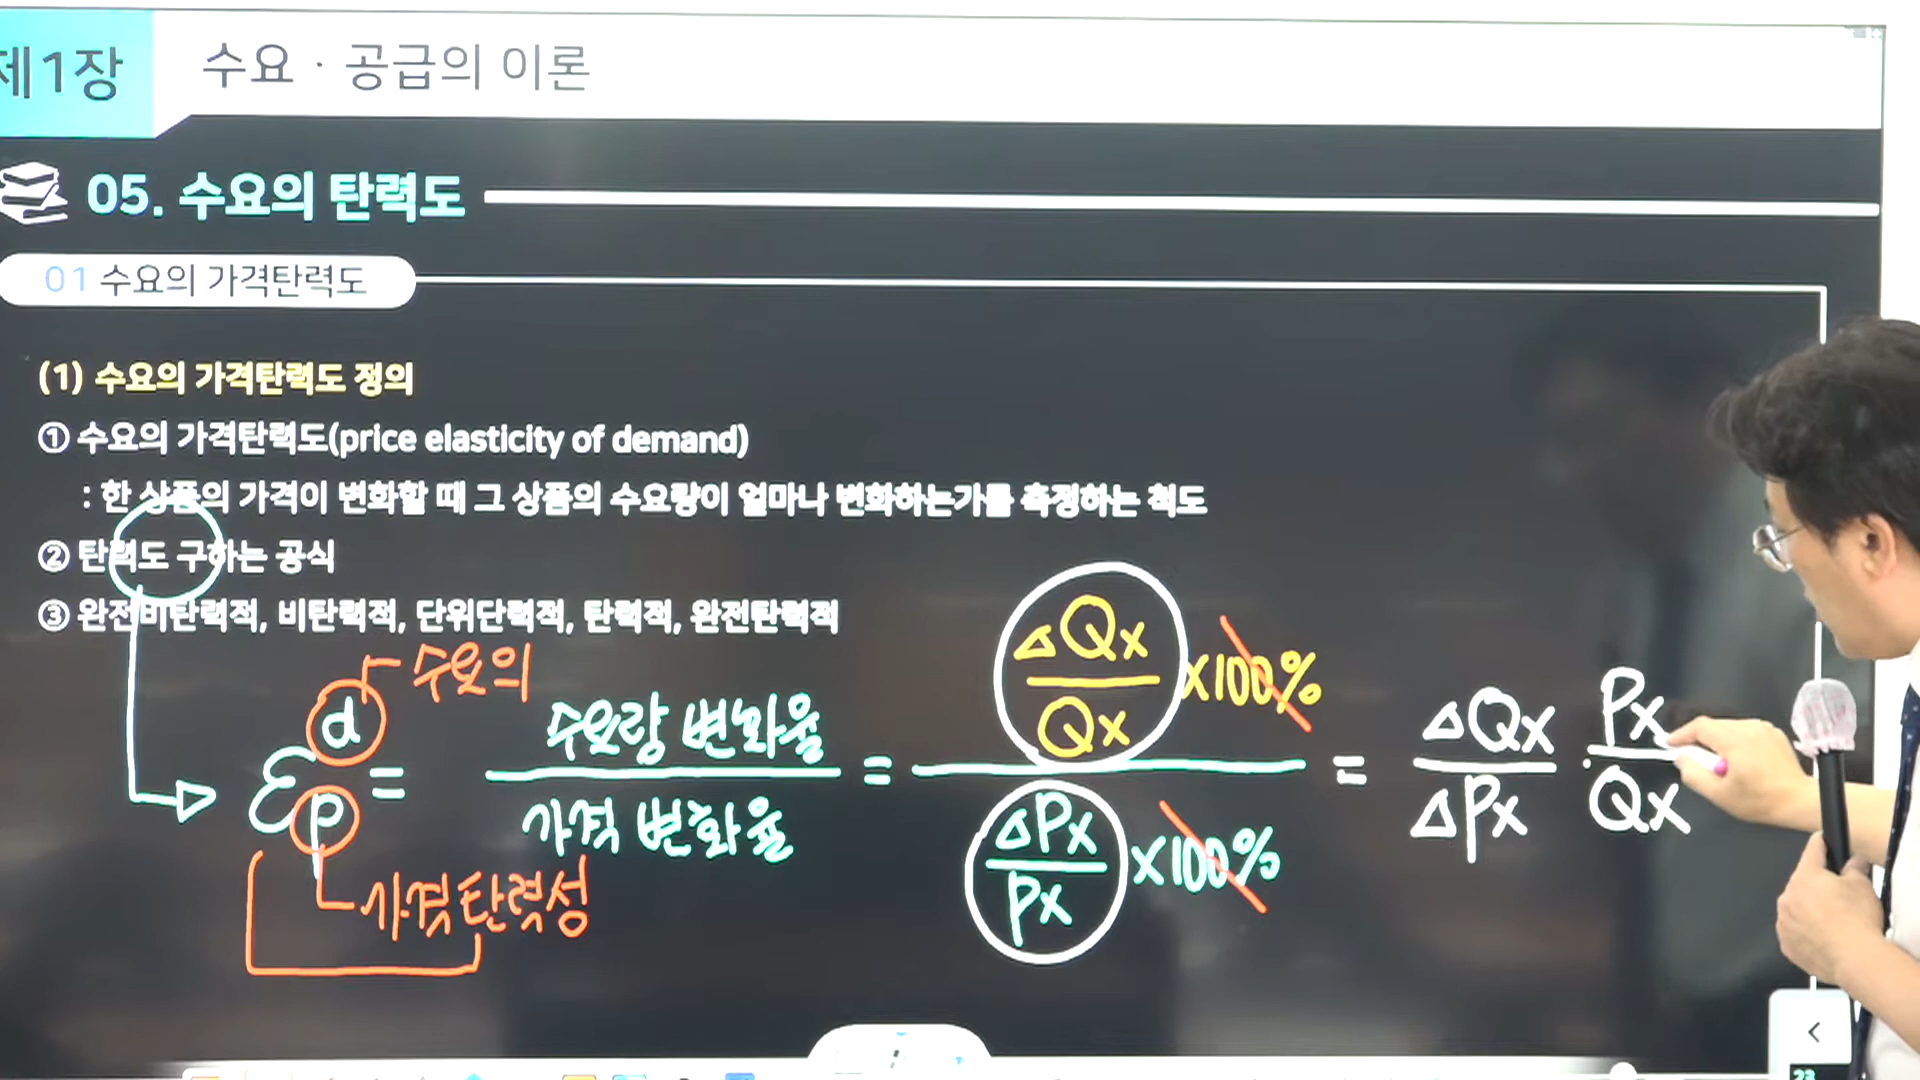 제1장 수요 · 공급의 이론
05. 수요의 탄력도
01 수요의 가격탄력도
(1) 수요의 가격탄력도 정의
① 수요의 가격탄력도(price elasticity of demand)
: 한 상품의 가격이 변화할 때 그 상품의 수요량이 얼마나 변화하는가를 측정하는 척도
② 탄력도 구하는 공식
③ 완전비탄력적, 비탄력적, 단위단력적, 탄력적, 완전탄력적
수요의
d
ε
p
=
수요량 변화율
가격 변화율
=
ΔQx
Qx
x100%
ΔPx
Px
x100%
=
ΔQx
ΔPx
·
Px
Qx
가격탄력성
23